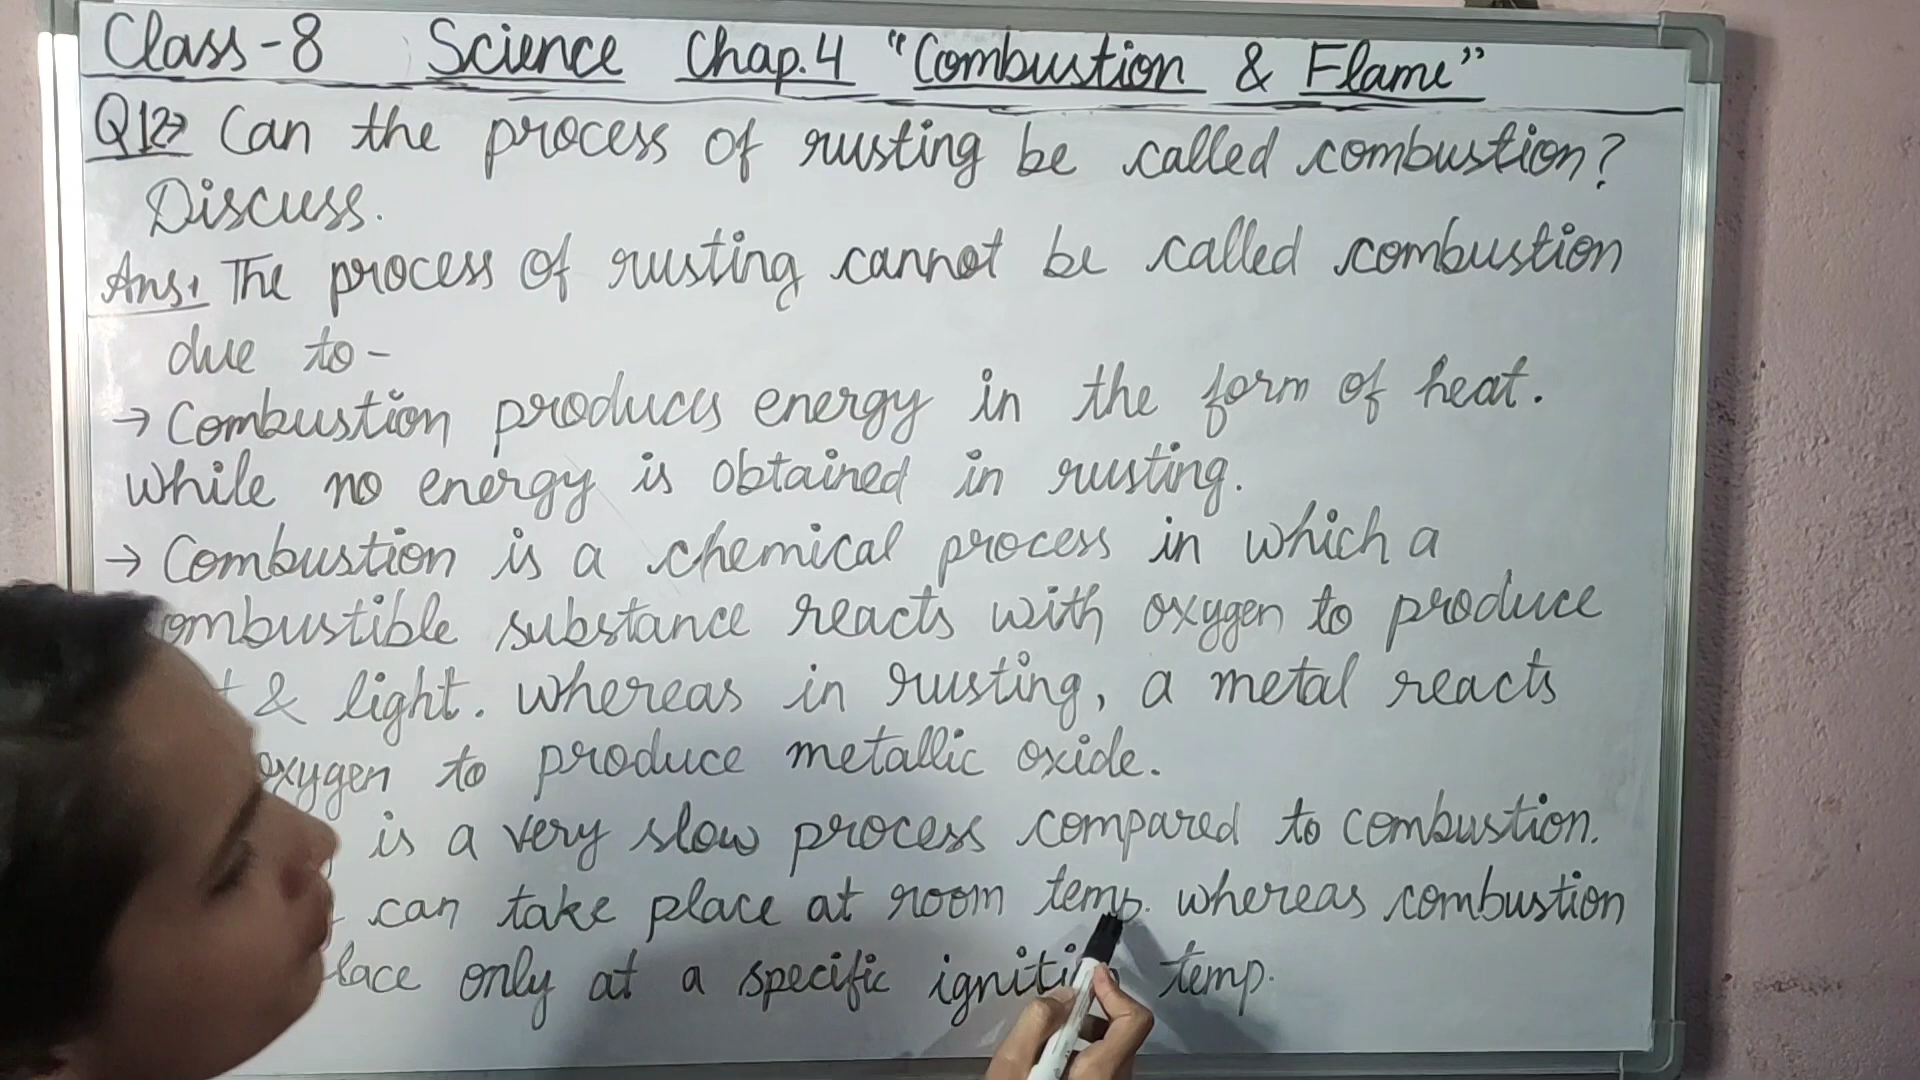 Class-8 Science Chap.4 "Combustion & Flame"
Q12→ Can the process of rusting be called combustion?
Discuss.
Ans: The process of rusting cannot be called combustion
due to-
→ Combustion produces energy in the form of heat.
while no energy is obtained in rusting.
→ Combustion is a chemical process in which a
ombustible substance reacts with oxygen to produce
& light. whereas in rusting, a metal reacts
oxygen to produce metallic oxide.
is a very slow process compared to combustion.
can take place at room temp. whereas combustion
lace only at a specific ignition temp.